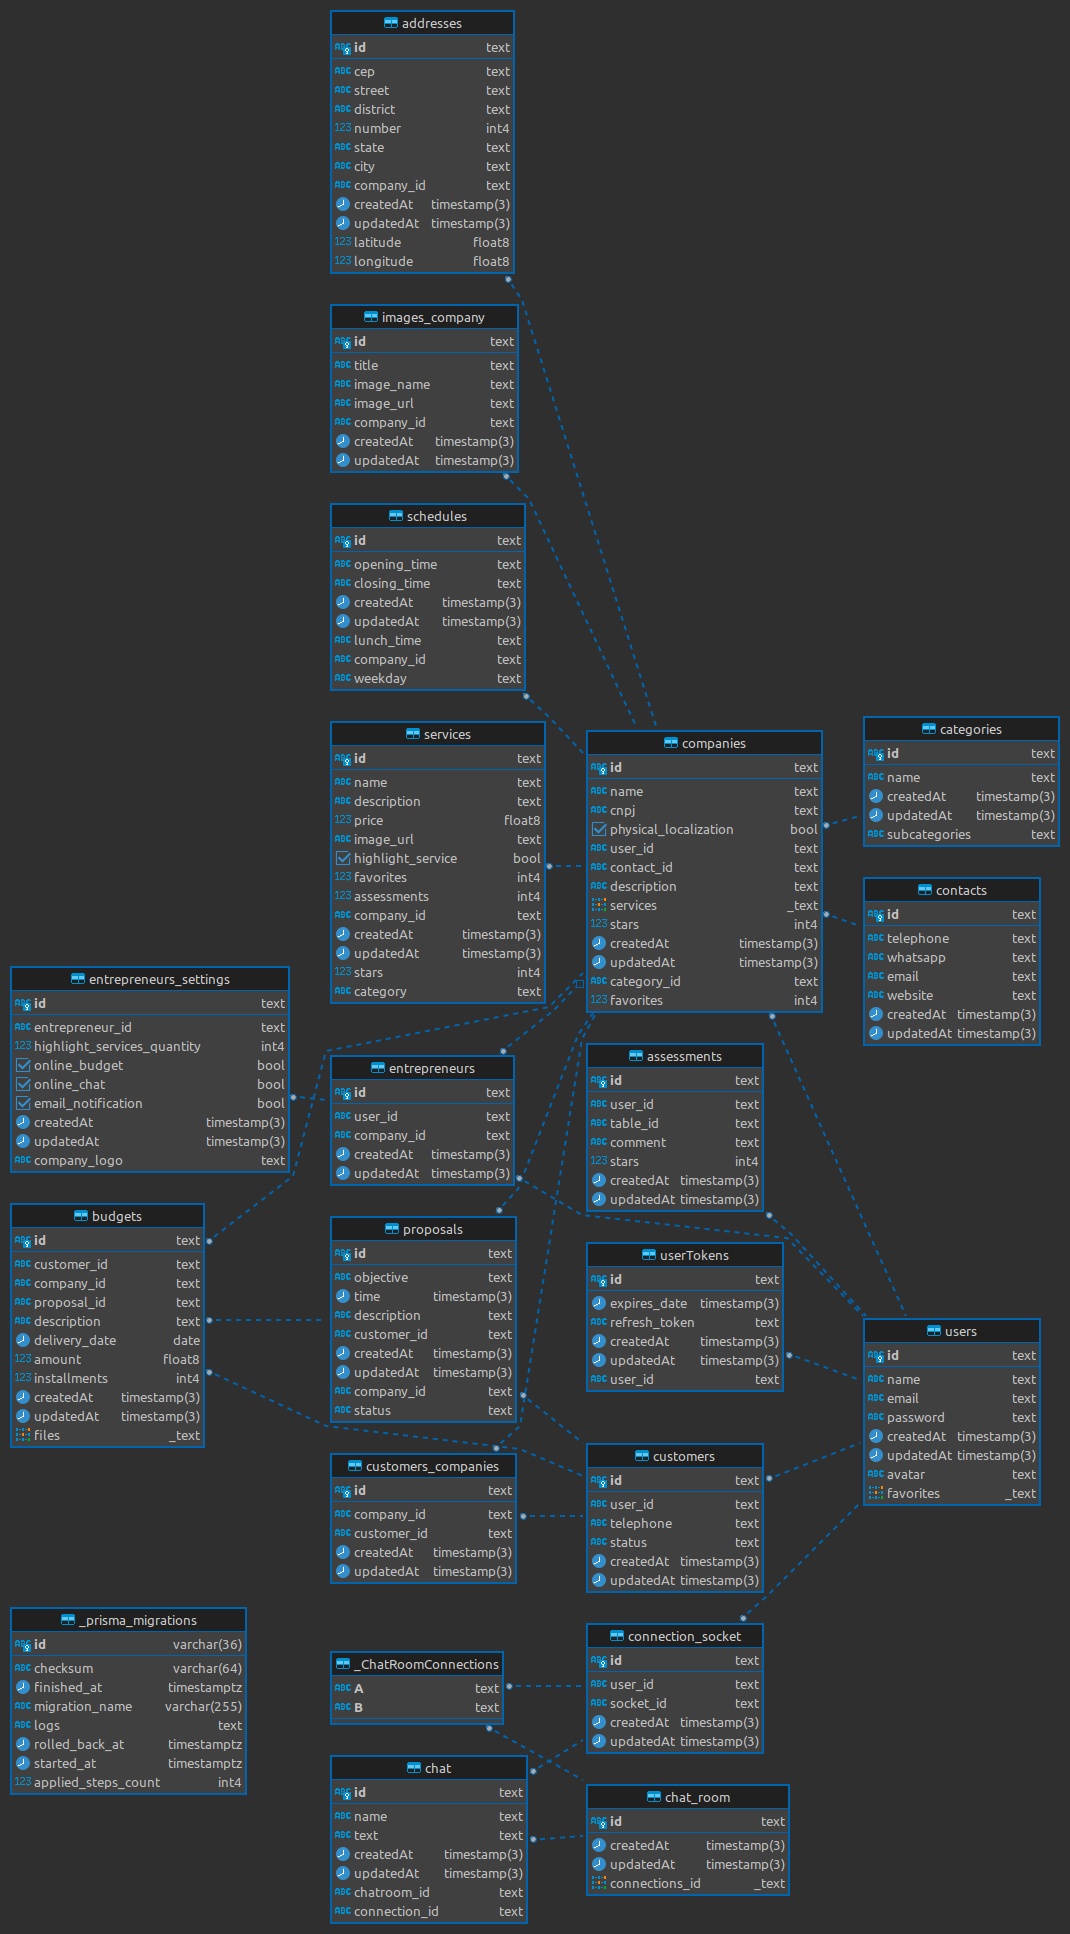 addresses
id text
cep text
street text
district text
number int4
state text
city text
company_id text
createdAt timestamp(3)
updatedAt timestamp(3)
latitude float8
longitude float8
images_company
id text
title text
image_name text
image_url text
company_id text
createdAt timestamp(3)
updatedAt timestamp(3)
schedules
id text
opening_time text
closing_time text
createdAt timestamp(3)
updatedAt timestamp(3)
lunch_time text
company_id text
weekday text
services
id text
name text
description text
price float8
image_url text
highlight_service bool
favorites int4
assessments int4
company_id text
createdAt timestamp(3)
updatedAt timestamp(3)
stars int4
category text
companies
id text
name text
cnpj text
physical_localization bool
user_id text
contact_id text
description text
services _text
stars int4
createdAt timestamp(3)
updatedAt timestamp(3)
category_id text
favorites int4
categories
id text
name text
createdAt timestamp(3)
updatedAt timestamp(3)
subcategories text
contacts
id text
telephone text
whatsapp text
email text
website text
createdAt timestamp(3)
updatedAt timestamp(3)
entrepreneurs_settings
id text
entrepreneur_id text
highlight_services_quantity int4
online_budget bool
online_chat bool
email_notification bool
createdAt timestamp(3)
updatedAt timestamp(3)
company_logo text
entrepreneurs
id text
user_id text
company_id text
createdAt timestamp(3)
updatedAt timestamp(3)
assessments
id text
user_id text
table_id text
comment text
stars int4
createdAt timestamp(3)
updatedAt timestamp(3)
budgets
id text
customer_id text
company_id text
proposal_id text
description text
delivery_date date
amount float8
installments int4
createdAt timestamp(3)
updatedAt timestamp(3)
files _text
proposals
id text
objective text
time timestamp(3)
description text
customer_id text
createdAt timestamp(3)
updatedAt timestamp(3)
company_id text
status text
userTokens
id text
expires_date timestamp(3)
refresh_token text
createdAt timestamp(3)
updatedAt timestamp(3)
user_id text
users
id text
name text
email text
password text
createdAt timestamp(3)
updatedAt timestamp(3)
avatar text
favorites _text
customers_companies
id text
company_id text
customer_id text
createdAt timestamp(3)
updatedAt timestamp(3)
customers
id text
user_id text
telephone text
status text
createdAt timestamp(3)
updatedAt timestamp(3)
_prisma_migrations
id varchar(36)
checksum varchar(64)
finished_at timestamptz
migration_name varchar(255)
logs text
rolled_back_at timestamptz
started_at timestamptz
applied_steps_count int4
_ChatRoomConnections
A text
B text
connection_socket
id text
user_id text
socket_id text
createdAt timestamp(3)
updatedAt timestamp(3)
chat
id text
name text
text text
createdAt timestamp(3)
updatedAt timestamp(3)
chatroom_id text
connection_id text
chat_room
id text
createdAt timestamp(3)
updatedAt timestamp(3)
connections_id _text